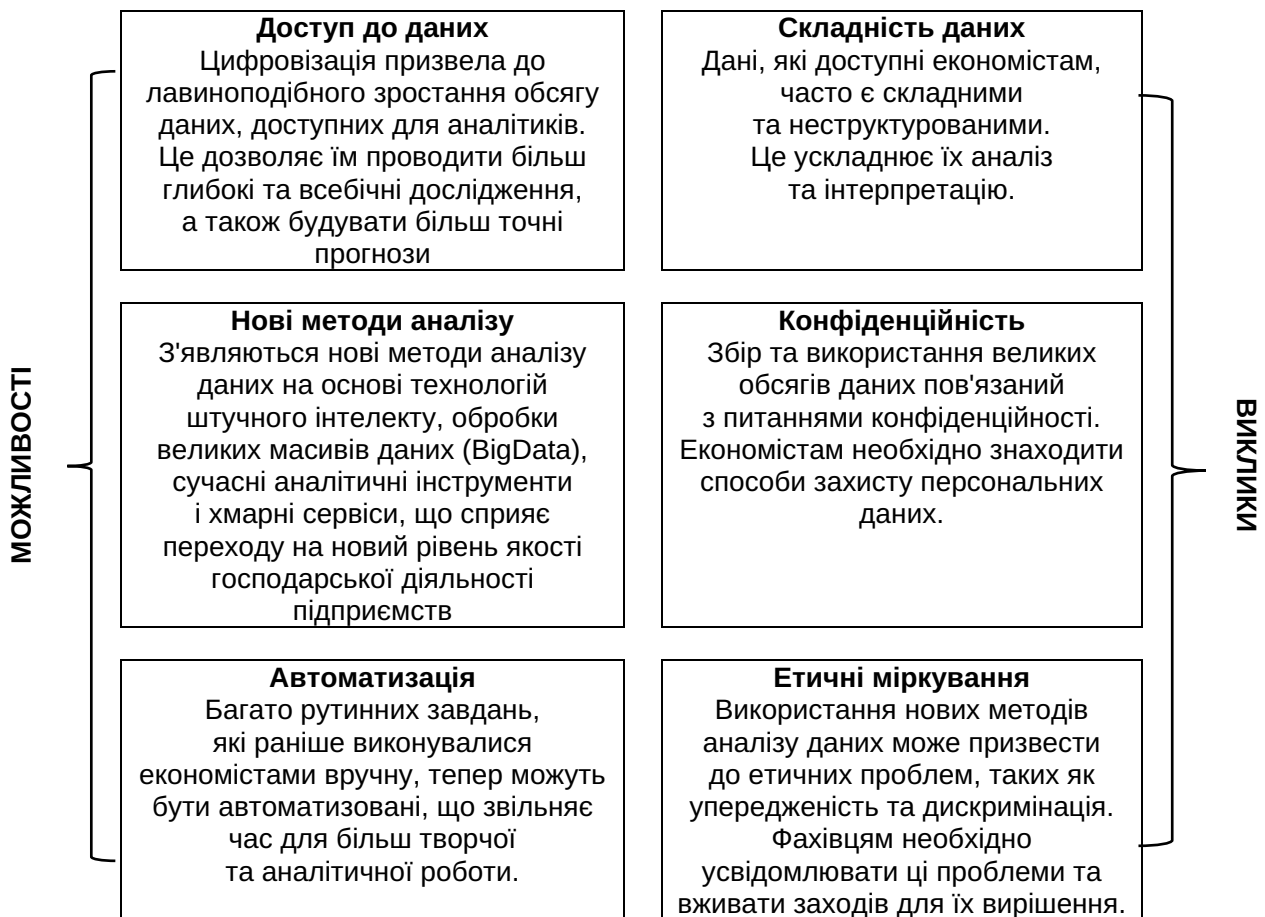 МОЖЛИВОСТІ
Доступ до даних
Цифровізація призвела до
лавиноподібного зростання обсягу
даних, доступних для аналітиків.
Це дозволяє їм проводити більш
глибокі та всебічні дослідження,
а також будувати більш точні
прогнози
Нові методи аналізу
З'являються нові методи аналізу
даних на основі технологій
штучного інтелекту, обробки
великих масивів даних (BigData),
сучасні аналітичні інструменти
і хмарні сервіси, що сприяє
переходу на новий рівень якості
господарської діяльності
підприємств
Автоматизація
Багато рутинних завдань,
які раніше виконувалися
економістами вручну, тепер можуть
бути автоматизовані, що звільняє
час для більш творчої
та аналітичної роботи.
ВИКЛИКИ
Складність даних
Дані, які доступні економістам,
часто є складними
та неструктурованими.
Це ускладнює їх аналіз
та інтерпретацію.
Конфіденційність
Збір та використання великих
обсягів даних пов'язаний
з питаннями конфіденційності.
Економістам необхідно знаходити
способи захисту персональних
даних.
Етичні міркування
Використання нових методів
аналізу даних може призвести
до етичних проблем, таких як
упередженість та дискримінація.
Фахівцям необхідно
усвідомлювати ці проблеми та
вживати заходів для їх вирішення.